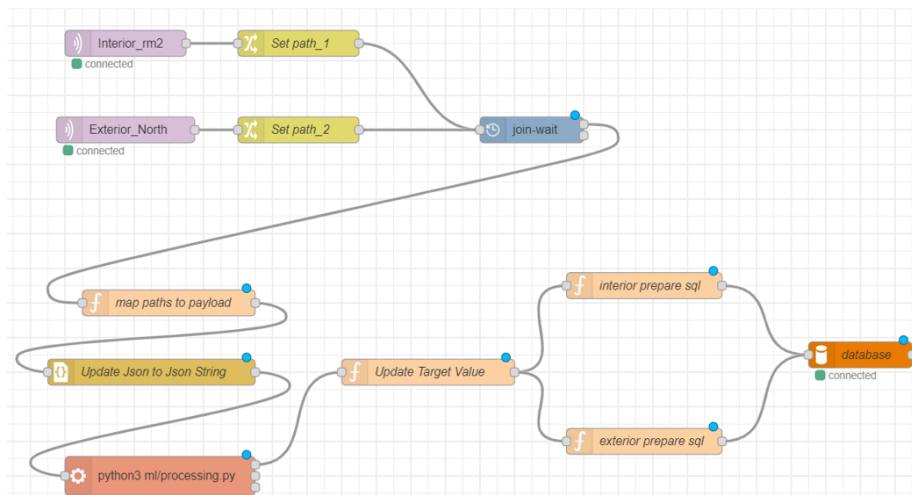 Interior_rm2
Set path_1
connected
Exterior_North
Set path_2
join-wait
connected
map paths to payload
interior prepare sql
Update Json to Json String
Update Target Value
database
connected
exterior prepare sql
python3 ml/processing.py